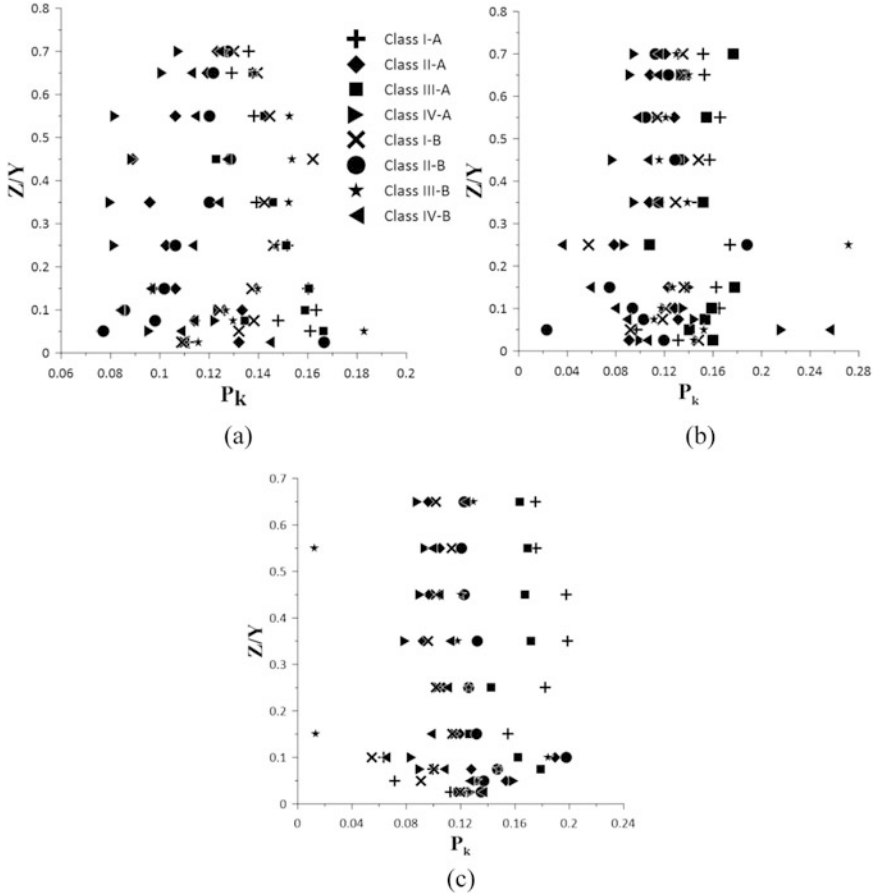 0.8
0.7
0.6
0.5
0.4
0.3
0.2
0.1
0
Z/Y
0.06 0.08 0.1 0.12 0.14 0.16 0.18 0.2
Pk
(a)
Class I-A
Class II-A
Class III-A
Class IV-A
Class I-B
Class II-B
Class III-B
Class IV-B
0.8
0.7
0.6
0.5
0.4
0.3
0.2
0.1
0
Z/Y
0 0.04 0.08 0.12 0.16 0.2 0.24 0.28
Pk
(b)
0.7
0.6
0.5
0.4
0.3
0.2
0.1
0
Z/Y
0 0.04 0.08 0.12 0.16 0.2 0.24
Pk
(c)